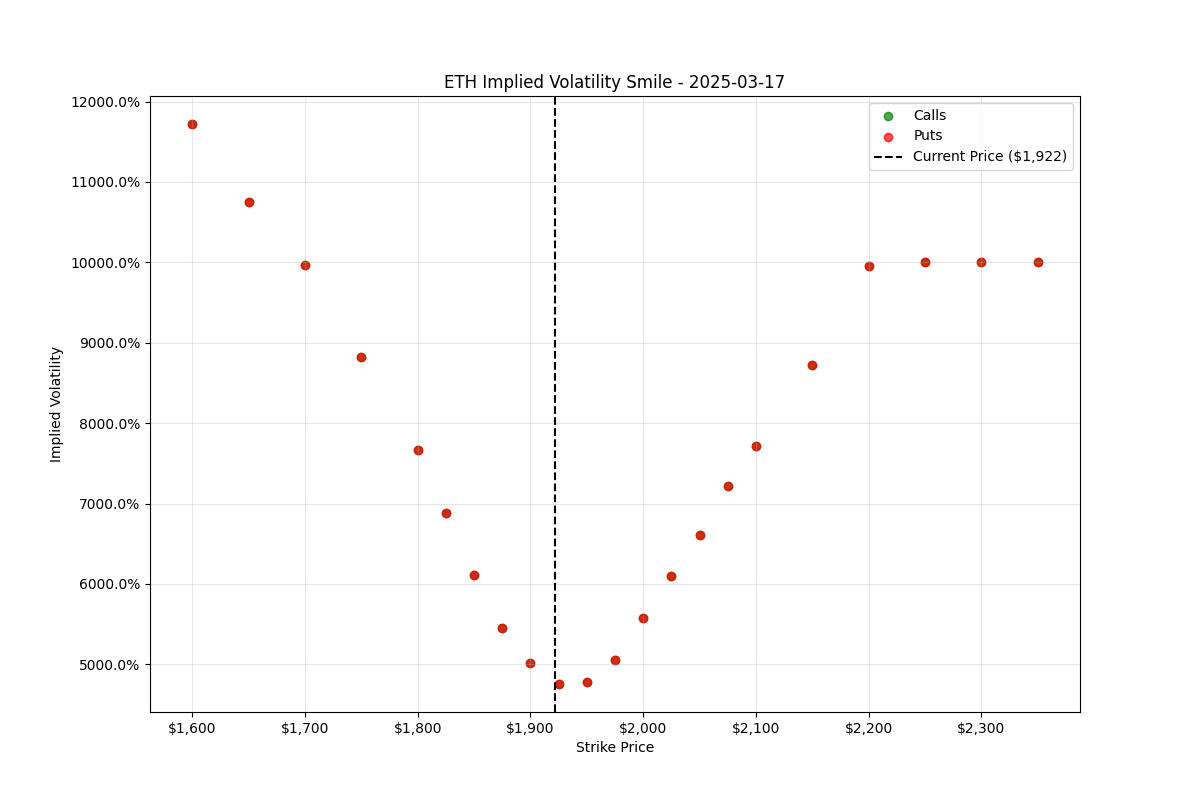 ETH Implied Volatility Smile - 2025-03-17
12000.0%
11000.0%
10000.0%
9000.0%
8000.0%
7000.0%
6000.0%
5000.0%
Implied Volatility
Calls
Puts
Current Price ($1,922)
$1,600
$1,700
$1,800
$1,900
$2,000
$2,100
$2,200
$2,300
Strike Price